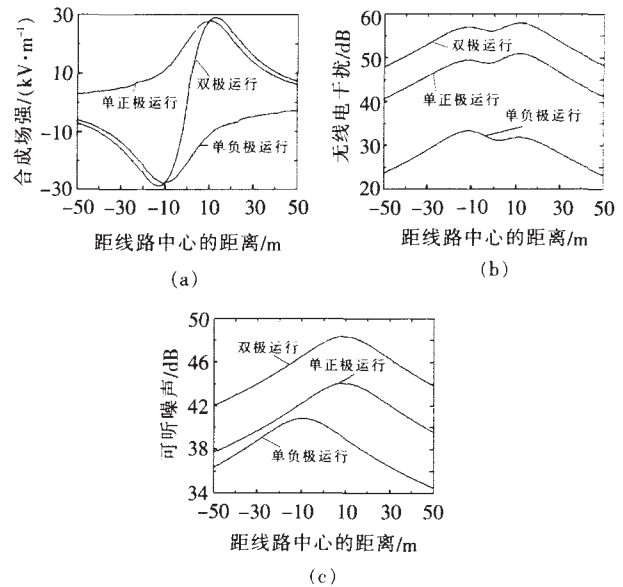 合成场强/(kV·m⁻¹)
30
10
-10
-30
单正极运行
双极运行
单负极运行
-50 -30 -10 10 30 50
距线路中心的距离/m
(a)
无线电干扰/dB
60
50
40
30
20
双极运行
单正极运行
单负极运行
-50 -30 -10 10 30 50
距线路中心的距离/m
(b)
可听噪声/dB
50
46
42
38
34
双极运行
单正极运行
单负极运行
-50 -30 -10 10 30 50
距线路中心的距离/m
(c)